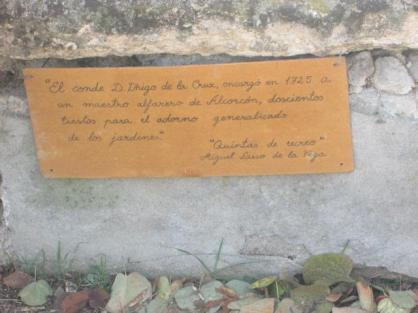 "El conde D. Iñigo de la Cruz, encargó en 1725 a
un maestro alfarero de Alcorcón, doscientos
tiestos para el adorno generalizado
de los jardines"
"Quintas de recreo"
Miguel Lasso de la Vega